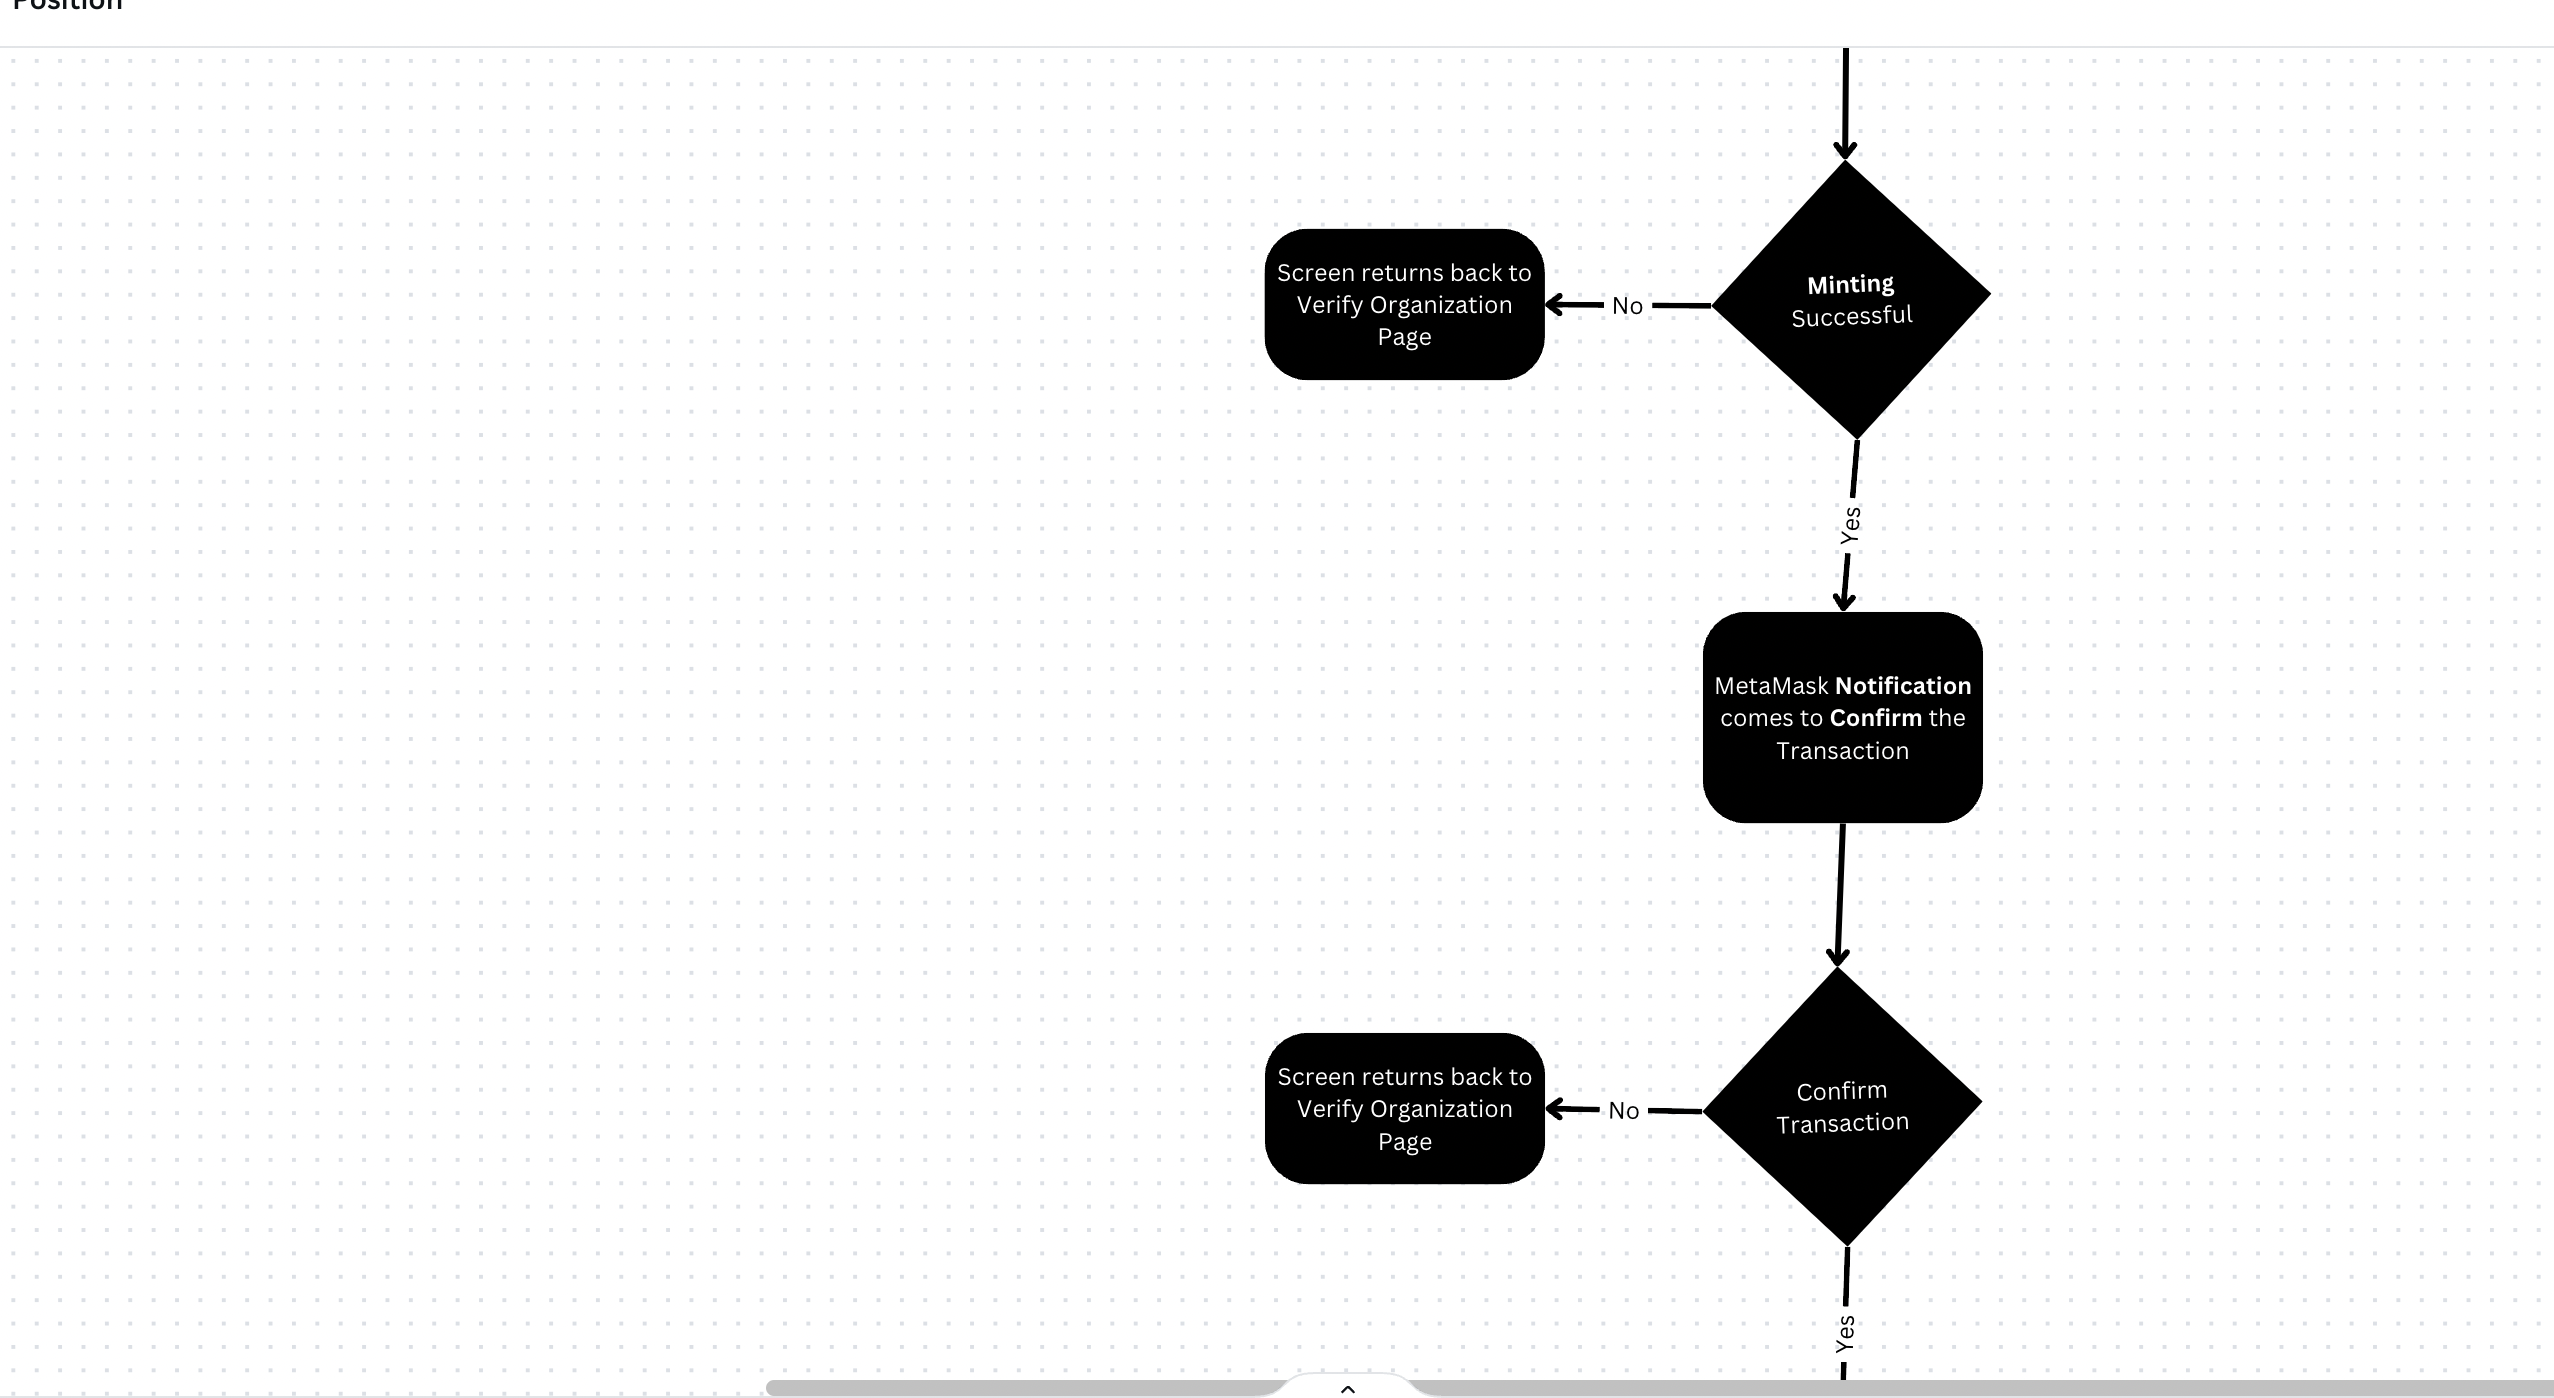 Position
Screen returns back to
Verify Organization
Page
No
Minting
Successful
Yes
MetaMask Notification
comes to Confirm the
Transaction
Screen returns back to
Verify Organization
Page
No
Confirm
Transaction
Yes